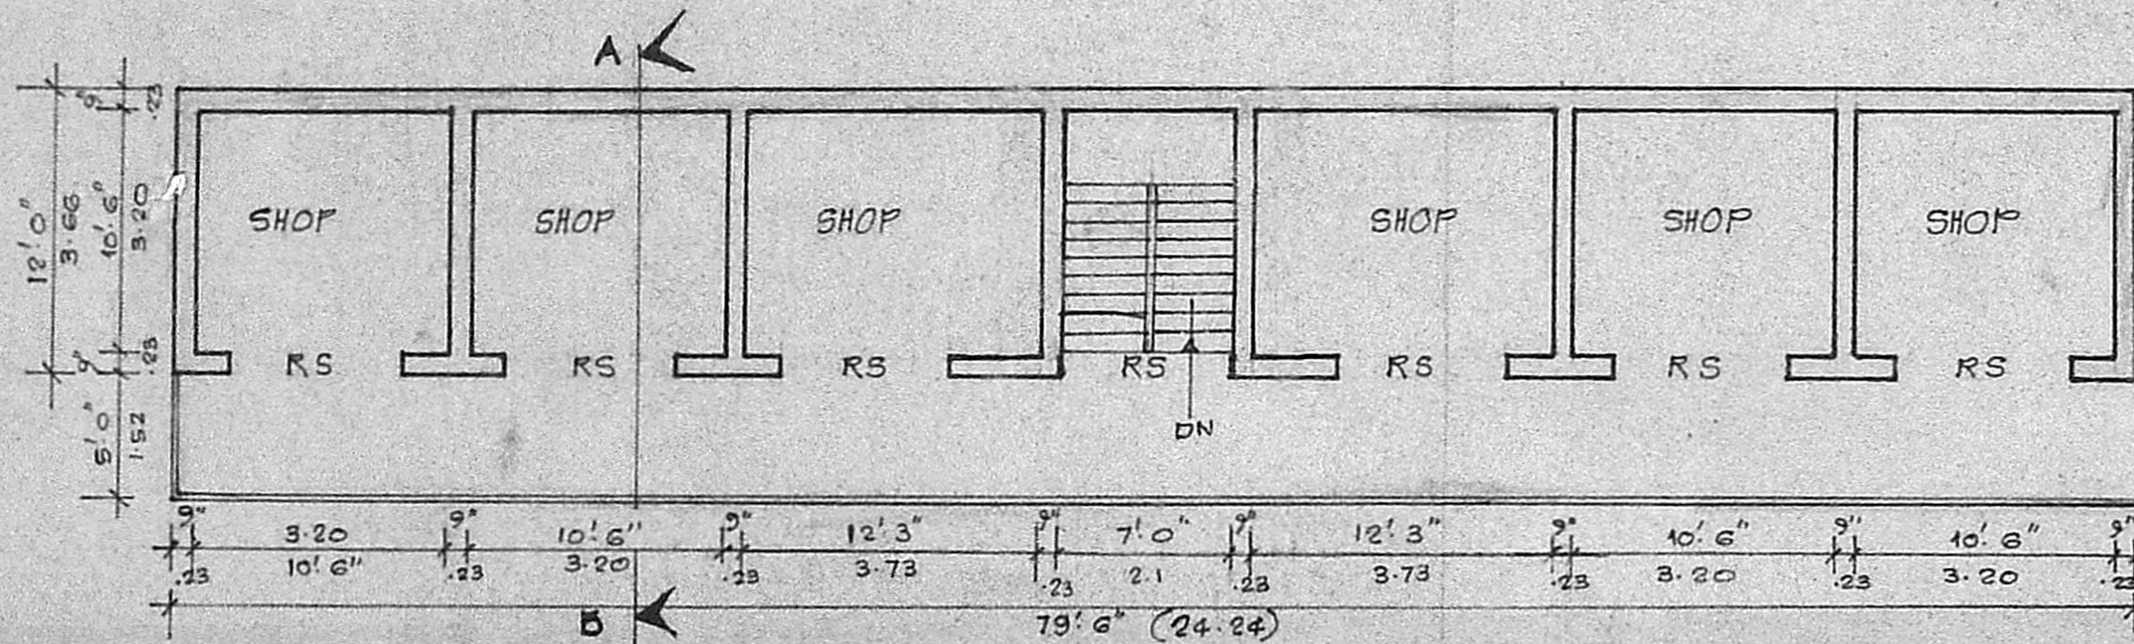 A
9" .23
12'.0" 3.66 10'.6" 3.20
SHOP SHOP SHOP SHOP SHOP SHOP
9" .23
RS RS RS RS RS RS RS
5'.0" 1.52
DN
9" 3.20 9" 10'.6" 9" 12'.3" 9" 7'.0" 9" 12'.3" 9" 10'.6" 9" 10'.6" 9"
.23 10'.6" .23 3.20 .23 3.73 .23 2.1 .23 3.73 .23 3.20 .23 3.20 .23
B 79'.6" (24.24)